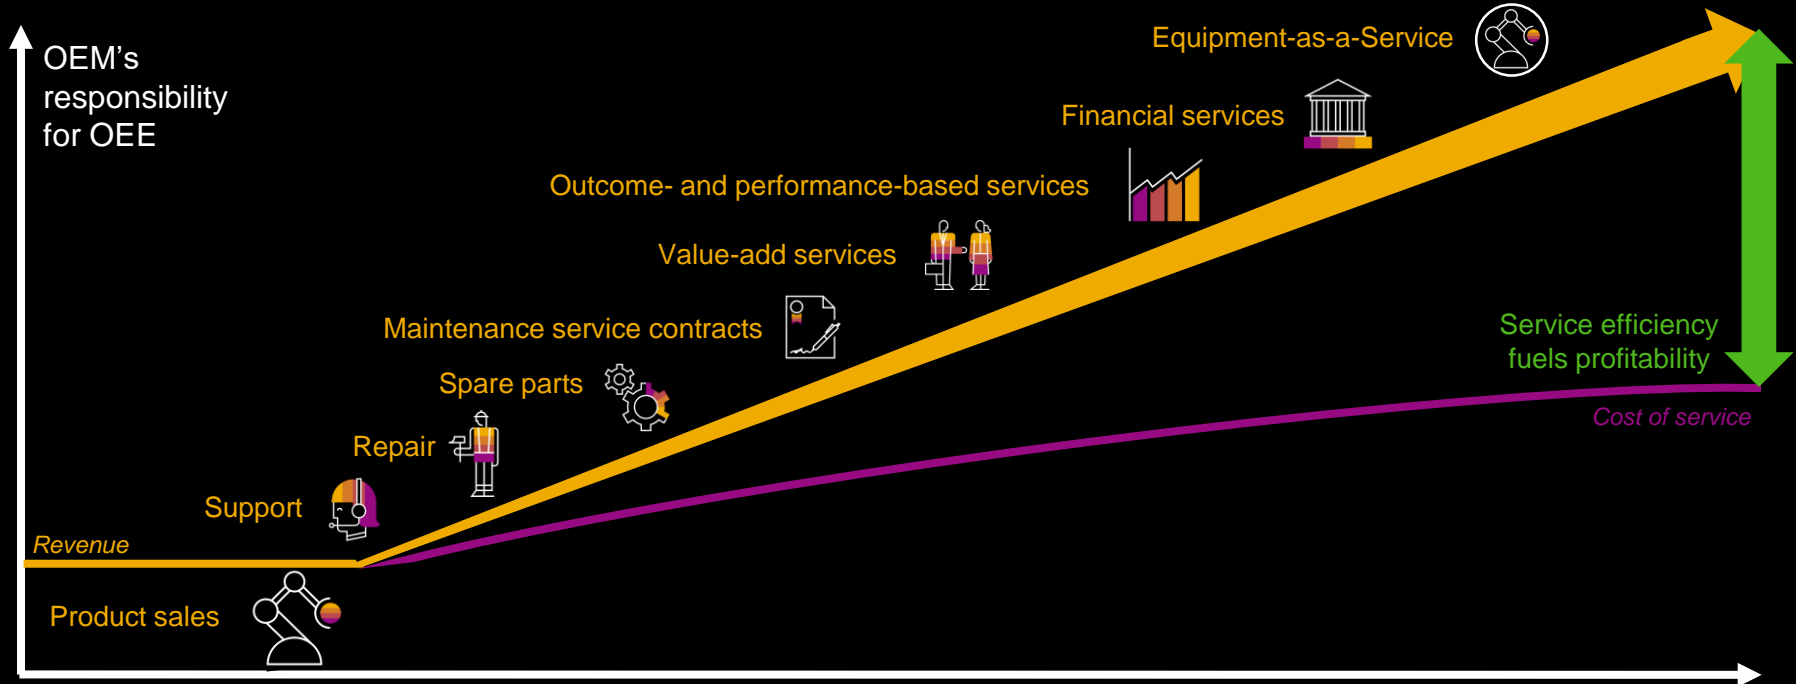 OEM's
responsibility
for OEE
Equipment-as-a-Service
Financial services
Outcome- and performance-based services
Value-add services
Maintenance service contracts
Spare parts
Repair
Support
Revenue
Product sales
Service efficiency
fuels profitability
Cost of service